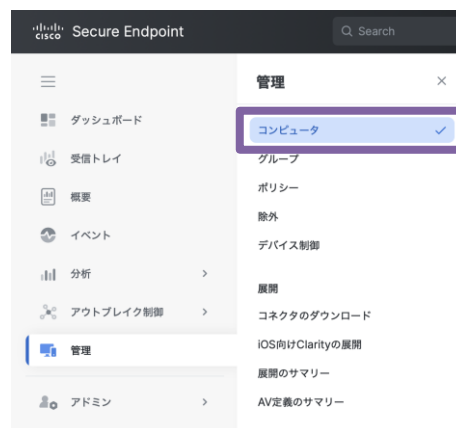 cisco Secure Endpoint
Search
ダッシュボード
受信トレイ
概要
イベント
分析
アウトブレイク制御
管理
アドミン
管理
コンピュータ
グループ
ポリシー
除外
デバイス制御
展開
コネクタのダウンロード
iOS向けClarityの展開
展開のサマリー
AV定義のサマリー